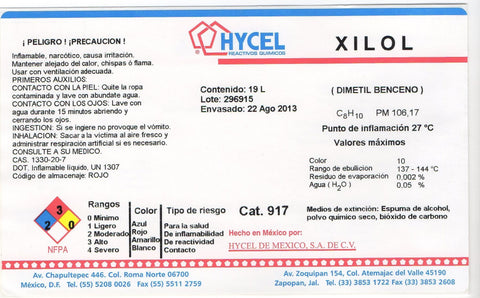 ¡ PELIGRO ! ¡PRECAUCION !
Inflamable, narcótico, causa irritación.
Mantener alejado del calor, chispas ó flama.
Usar con ventilación adecuada.
PRIMEROS AUXILIOS:
CONTACTO CON LA PIEL: Quite la ropa
contaminada y lave con abundate agua.
CONTACTO CON LOS OJOS: Lave con
agua durante 15 minutos abriendo y
cerrando los ojos.
INGESTION: Si se ingiere no provoque el vómito.
INHALACION: Sacar a la victima al aire fresco y
administrar respiración artificial si es necesario.
CONSULTE A SU MEDICO.
CAS. 1330-20-7
DOT. Inflamable líquido, UN 1307
Código de almacenaje: ROJO
HYCEL
REACTIVOS QUIMICOS
®
Contenido: 19 L
Lote: 296915
Envasado: 22 Ago 2013
XILOL
( DIMETIL BENCENO )
C8H10 PM 106,17
Punto de inflamación 27 °C
Valores máximos
Color 10
Rango de ebulición 137 - 144 °C
Residuo de evaporación 0.002 %
Agua ( H2O ) 0.05 %
3
2 0
NFPA
Rangos
0 Mínimo
1 Ligero
2 Moderado
3 Alto
4 Severo
Color
Azul
Rojo
Amarillo
Blanco
Tipo de riesgo
Para la salud
De inflamabilidad
De reactividad
Contacto
Cat. 917
Hecho en México por:
HYCEL DE MEXICO, S.A. DE C.V.
Medios de extinción: Espuma de alcohol,
polvo quimico seco, bióxido de carbono
Av. Chapultepec 446. Col. Roma Norte 06700
México, D.F. Tel. (55) 5208 0026 Fax (55) 5511 2759
Av. Zoquipan 154, Col. Atemajac del Valle 45190
Zapopan, Jal. Tel. (33) 3853 1722 Fax (33) 3853 2608